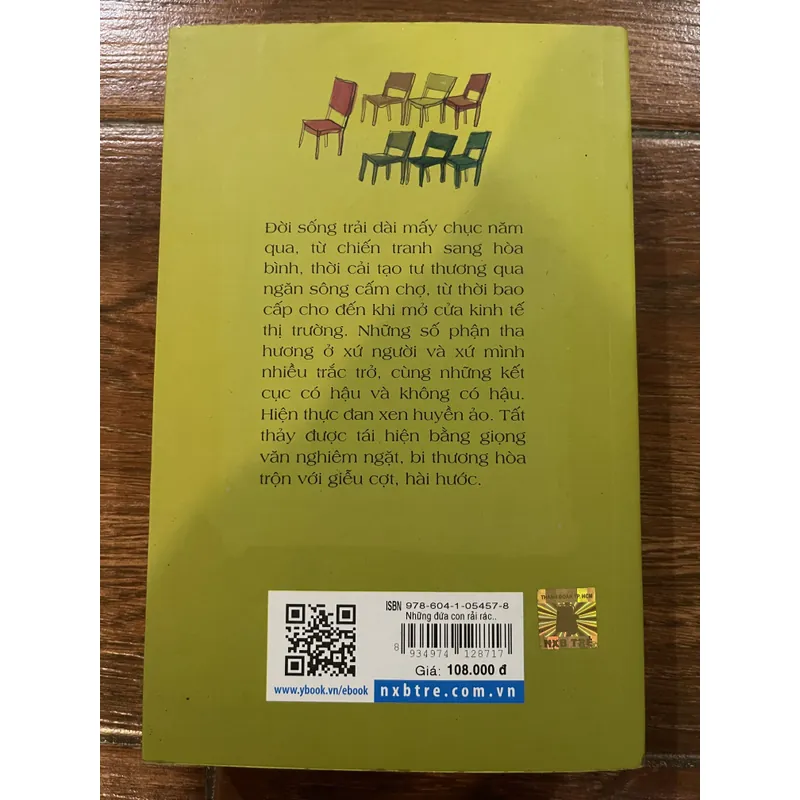 Đời sống trải dài mấy chục năm
qua, từ chiến tranh sang hòa
bình, thời cải tạo tư thương qua
ngăn sông cấm chợ, từ thời bao
cấp cho đến khi mở cửa kinh tế
thị trường. Những số phận tha
hương ở xứ người và xứ mình
nhiều trắc trở, cùng những kết
cục có hậu và không có hậu.
Hiện thực đan xen huyền ảo. Tất
thảy được tái hiện bằng giọng
văn nghiêm ngặt, bi thương hòa
trộn với giễu cợt, hài hước.
ISBN 978-604-1-05457-8
Những đứa con rải rác..
8 934974 128717
Giá: 108.000 đ
www.ybook.vn/ebook
nxbtre.com.vn
THÀNH ĐOÀN TP. HCM
NXB TRẺ